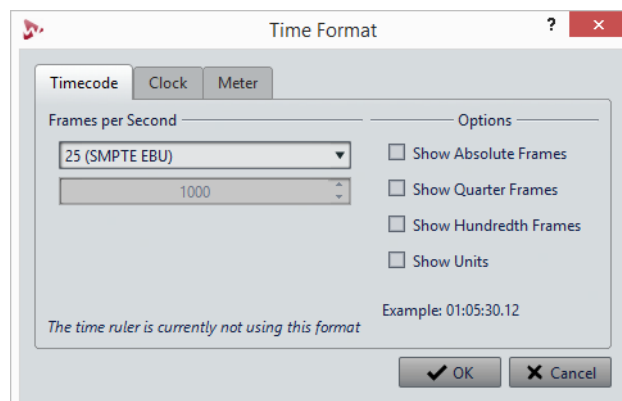 Time Format
?
×
Timecode
Clock
Meter
Frames per Second
Options
25 (SMPTE EBU)
Show Absolute Frames
1000
Show Quarter Frames
Show Hundredth Frames
Show Units
Example: 01:05:30.12
The time ruler is currently not using this format
OK
Cancel